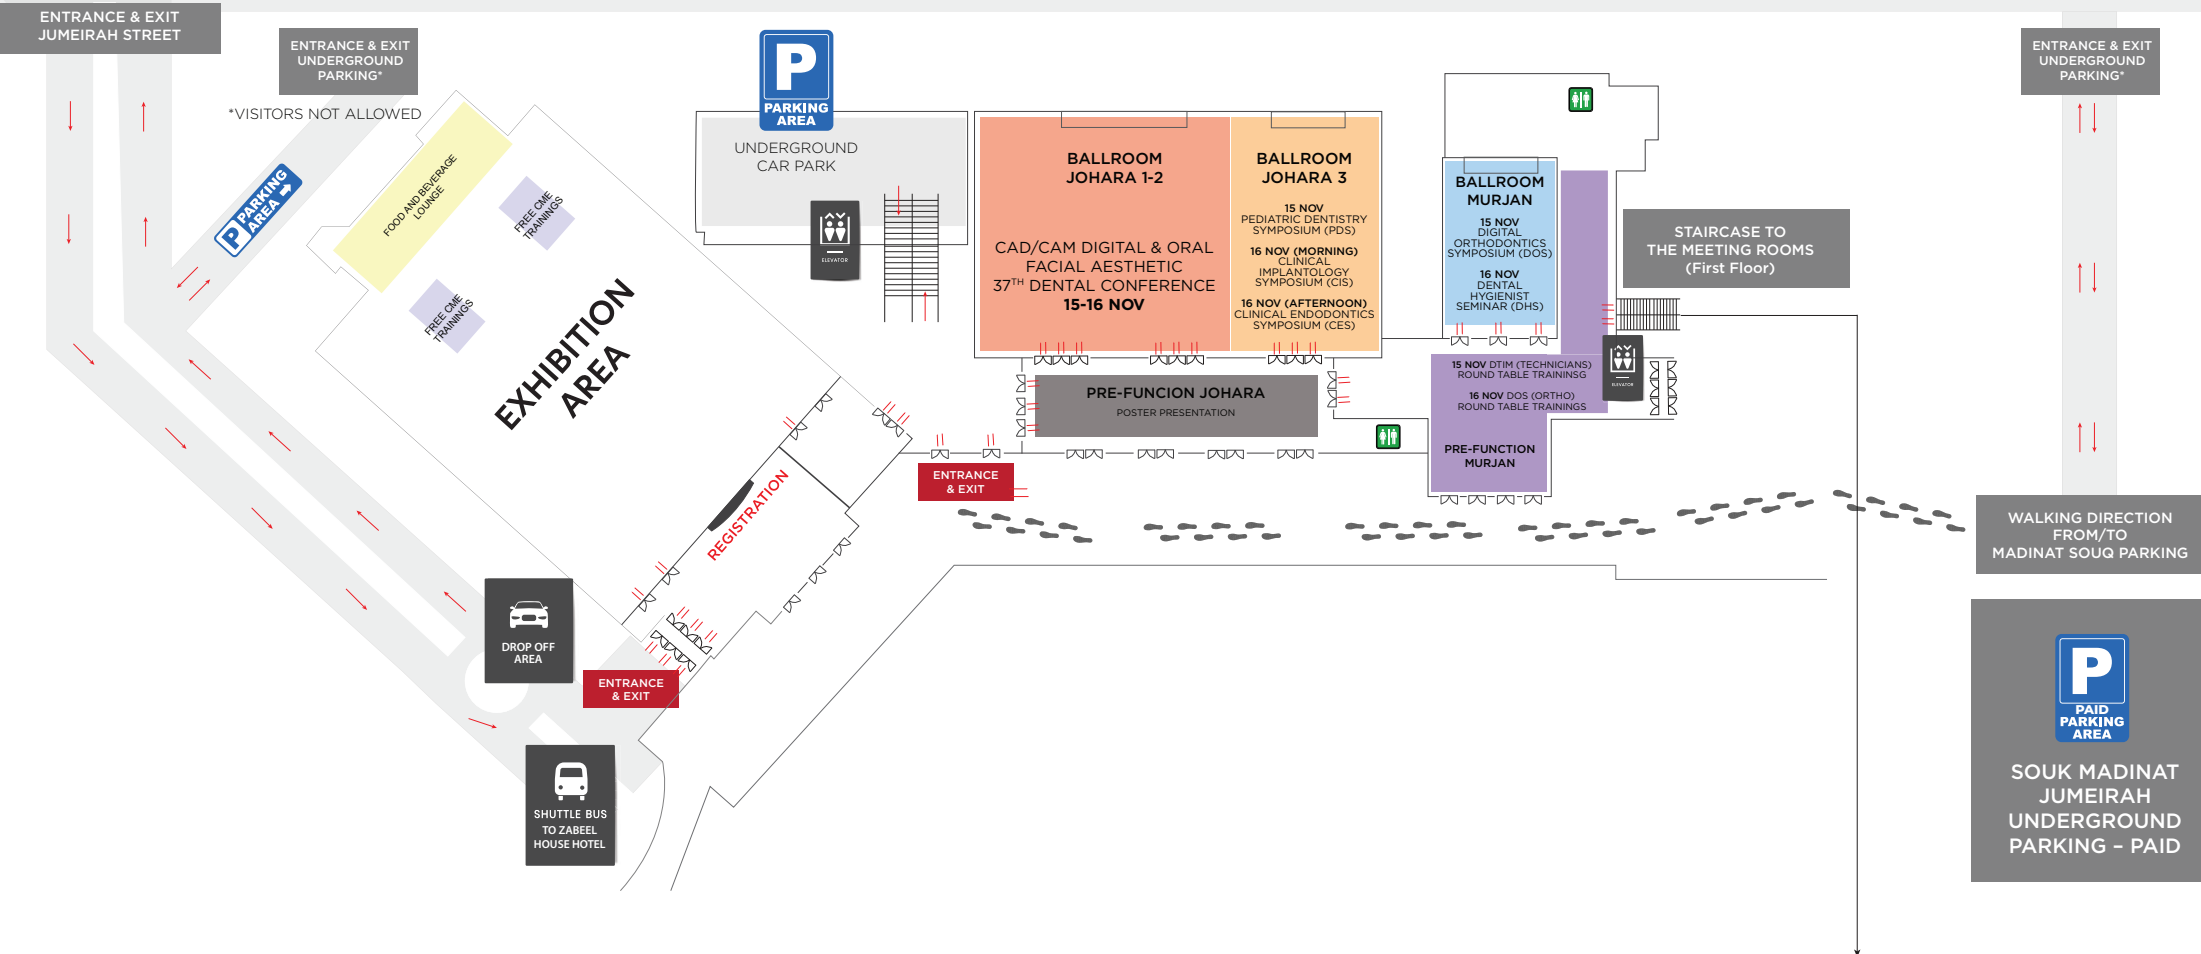 ENTRANCE & EXIT
JUMEIRAH STREET
ENTRANCE & EXIT
UNDERGROUND
PARKING*
*VISITORS NOT ALLOWED
P PARKING
AREA
FOOD AND BEVERAGE
LOUNGE
FREE CME
TRAININGS
FREE CME
TRAININGS
EXHIBITION
AREA
P
PARKING
AREA
UNDERGROUND
CAR PARK
ELEVATOR
BALLROOM
JOHARA 1-2
CAD/CAM DIGITAL & ORAL
FACIAL AESTHETIC
37TH DENTAL CONFERENCE
15-16 NOV
BALLROOM
JOHARA 3
15 NOV
PEDIATRIC DENTISTRY
SYMPOSIUM (PDS)
16 NOV (MORNING)
CLINICAL
IMPLANTOLOGY
SYMPOSIUM (CIS)
16 NOV (AFTERNOON)
CLINICAL ENDODONTICS
SYMPOSIUM (CES)
BALLROOM
MURJAN
15 NOV
DIGITAL
ORTHODONTICS
SYMPOSIUM (DOS)
16 NOV
DENTAL
HYGIENIST
SEMINAR (DHS)
STAIRCASE TO
THE MEETING ROOMS
(First Floor)
ELEVATOR
15 NOV DTIM (TECHNICIANS)
ROUND TABLE TRAININSG
16 NOV DOS (ORTHO)
ROUND TABLE TRAININGS
PRE-FUNCTION
MURJAN
PRE-FUNCION JOHARA
POSTER PRESENTATION
ENTRANCE
& EXIT
REGISTRATION
DROP OFF
AREA
ENTRANCE
& EXIT
SHUTTLE BUS
TO ZABEEL
HOUSE HOTEL
ENTRANCE & EXIT
UNDERGROUND
PARKING*
WALKING DIRECTION
FROM/TO
MADINAT SOUQ PARKING
P
PAID
PARKING
AREA
SOUK MADINAT
JUMEIRAH
UNDERGROUND
PARKING – PAID